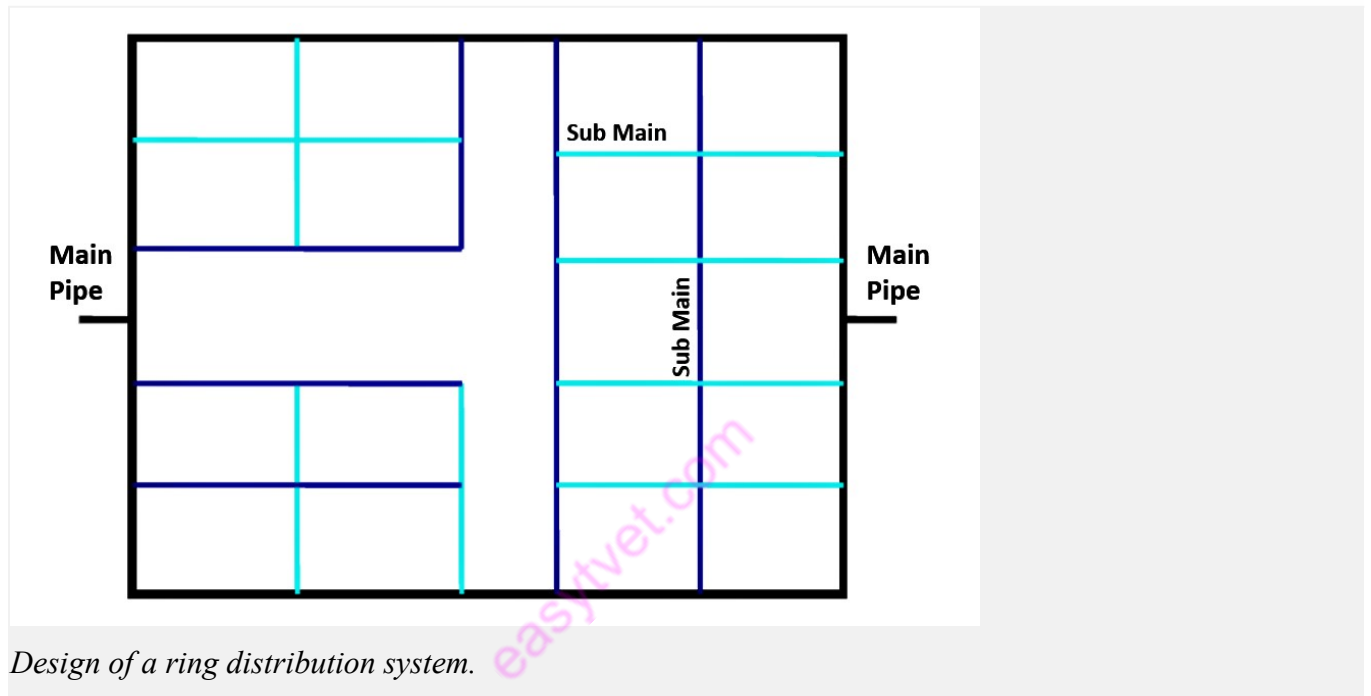 Sub Main
Main
Pipe
Sub Main
Main
Pipe
easytvet.com
Design of a ring distribution system.